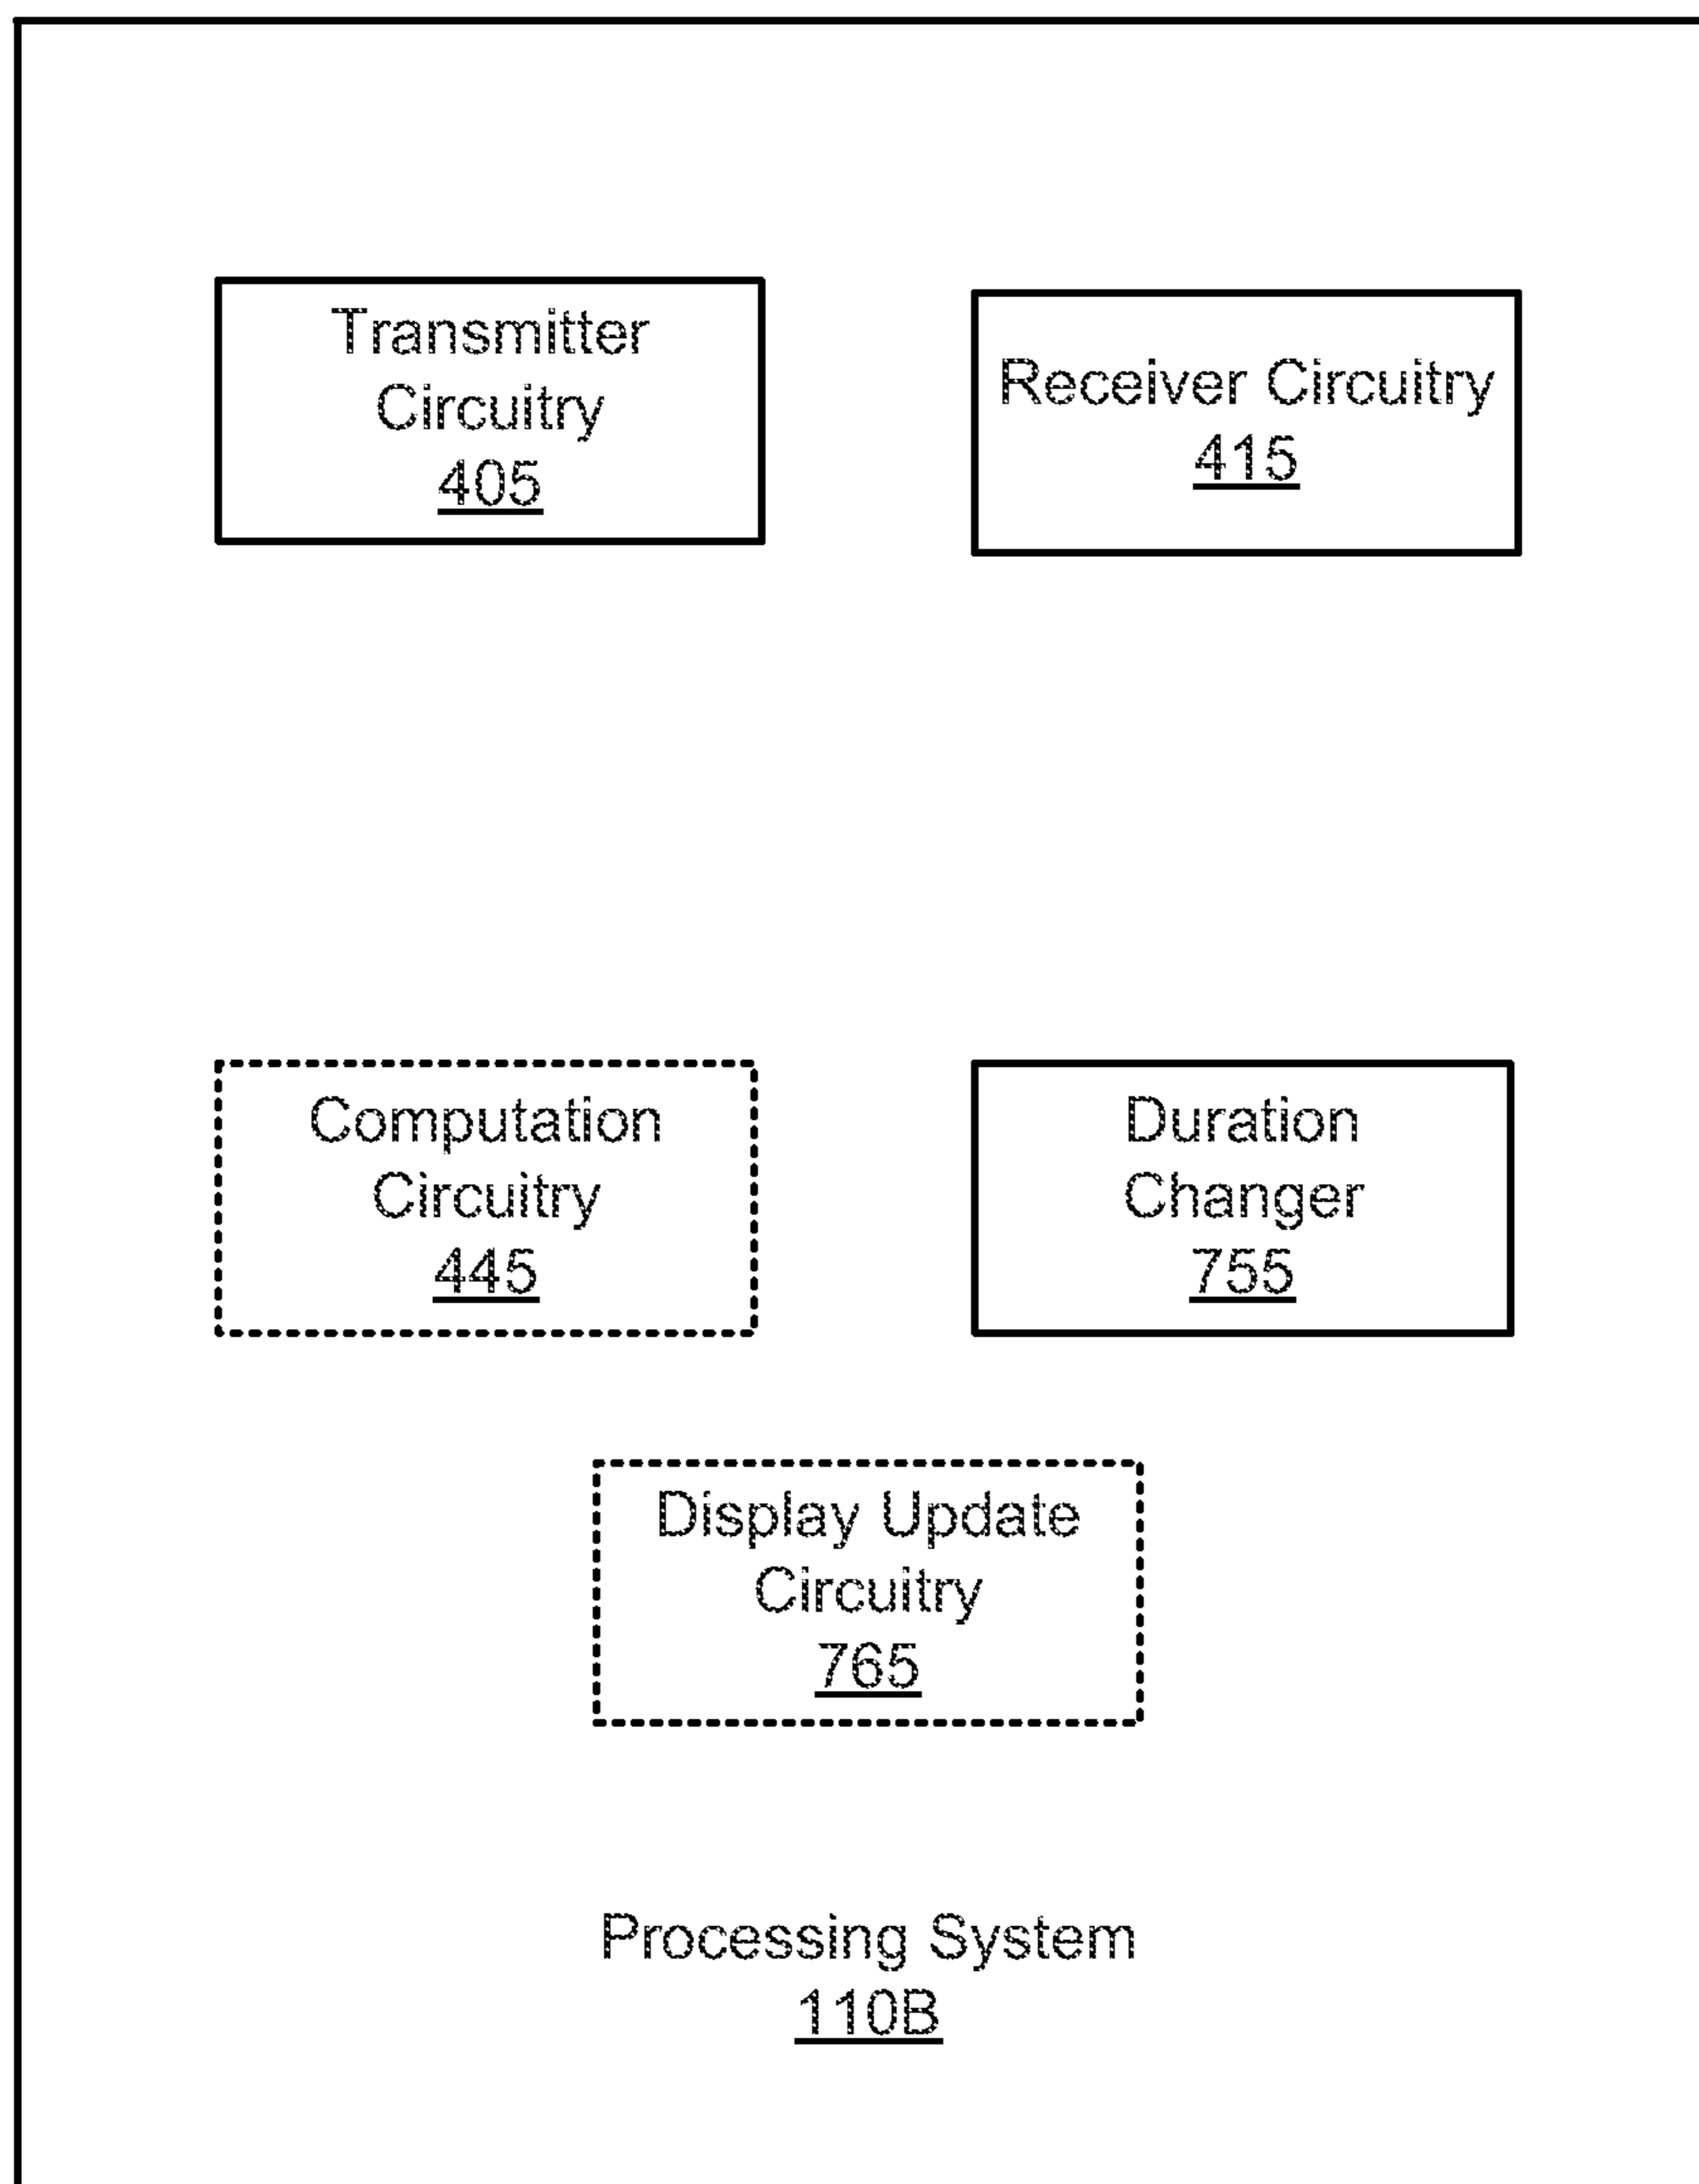 Transmitter
Circuitry
405
Receiver Circuitry
415
Computation
Circuitry
445
Duration
Changer
755
Display Update
Circuitry
765
Processing System
110B